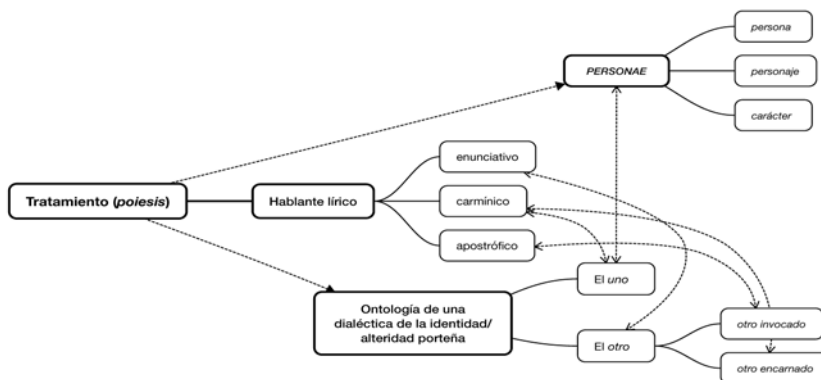 persona
PERSONAE
personaje
carácter
enunciativo
Tratamiento (poiesis)
Hablante lírico
carmínico
apostrófico
El uno
Ontología de una
dialéctica de la identidad/
alteridad porteña
otro invocado
El otro
otro encarnado